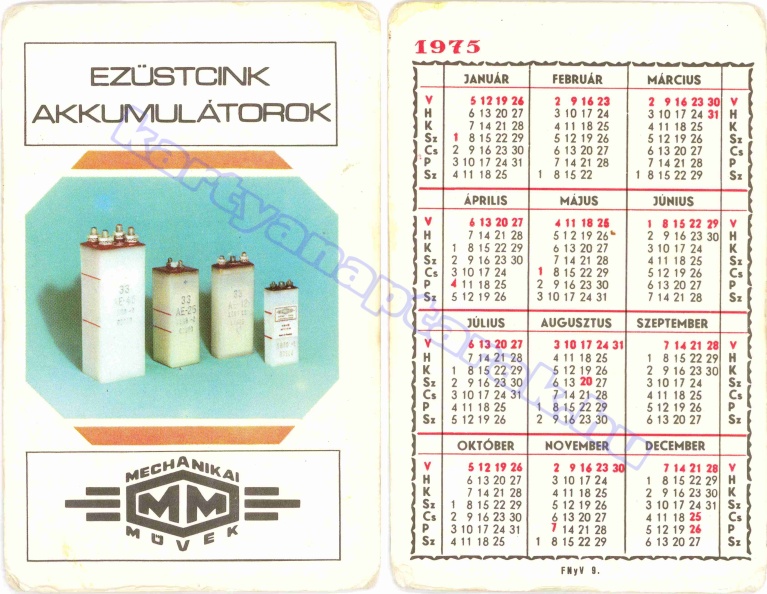 EZÜSTCINK
AKKUMULÁTOROK
33
33
33
MECHANIKAI
MM
MŰVEK
kartyanaptarak.hu
1975
JANUÁR FEBRUÁR MÁRCIUS
V 5 12 19 26 2 9 16 23 2 9 16 23 30 V
H 6 13 20 27 3 10 17 24 3 10 17 24 31 H
K 7 14 21 28 4 11 18 25 4 11 18 25 K
Sz 1 8 15 22 29 5 12 19 26 5 12 19 26 Sz
Cs 2 9 16 23 30 6 13 20 27 6 13 20 27 Cs
P 3 10 17 24 31 7 14 21 28 7 14 21 28 P
Sz 4 11 18 25 1 8 15 22 1 8 15 22 29 Sz
ÁPRILIS MÁJUS JÚNIUS
V 6 13 20 27 4 11 18 25 1 8 15 22 29 V
H 7 14 21 28 5 12 19 26 2 9 16 23 30 H
K 1 8 15 22 29 6 13 20 27 3 10 17 24 K
Sz 2 9 16 23 30 7 14 21 28 4 11 18 25 Sz
Cs 3 10 17 24 1 8 15 22 29 5 12 19 26 Cs
P 4 11 18 25 2 9 16 23 30 6 13 20 27 P
Sz 5 12 19 26 3 10 17 24 31 7 14 21 28 Sz
JÚLIUS AUGUSZTUS SZEPTEMBER
V 6 13 20 27 3 10 17 24 31 7 14 21 28 V
H 7 14 21 28 4 11 18 25 1 8 15 22 29 H
K 1 8 15 22 29 5 12 19 26 2 9 16 23 30 K
Sz 2 9 16 23 30 6 13 20 27 3 10 17 24 Sz
Cs 3 10 17 24 31 7 14 21 28 4 11 18 25 Cs
P 4 11 18 25 1 8 15 22 29 5 12 19 26 P
Sz 5 12 19 26 2 9 16 23 30 6 13 20 27 Sz
OKTÓBER NOVEMBER DECEMBER
V 5 12 19 26 2 9 16 23 30 7 14 21 28 V
H 6 13 20 27 3 10 17 24 1 8 15 22 29 H
K 7 14 21 28 4 11 18 25 2 9 16 23 30 K
Sz 1 8 15 22 29 5 12 19 26 3 10 17 24 31 Sz
Cs 2 9 16 23 30 6 13 20 27 4 11 18 25 Cs
P 3 10 17 24 31 7 14 21 28 5 12 19 26 P
Sz 4 11 18 25 1 8 15 22 29 6 13 20 27 Sz
FNyV 9.